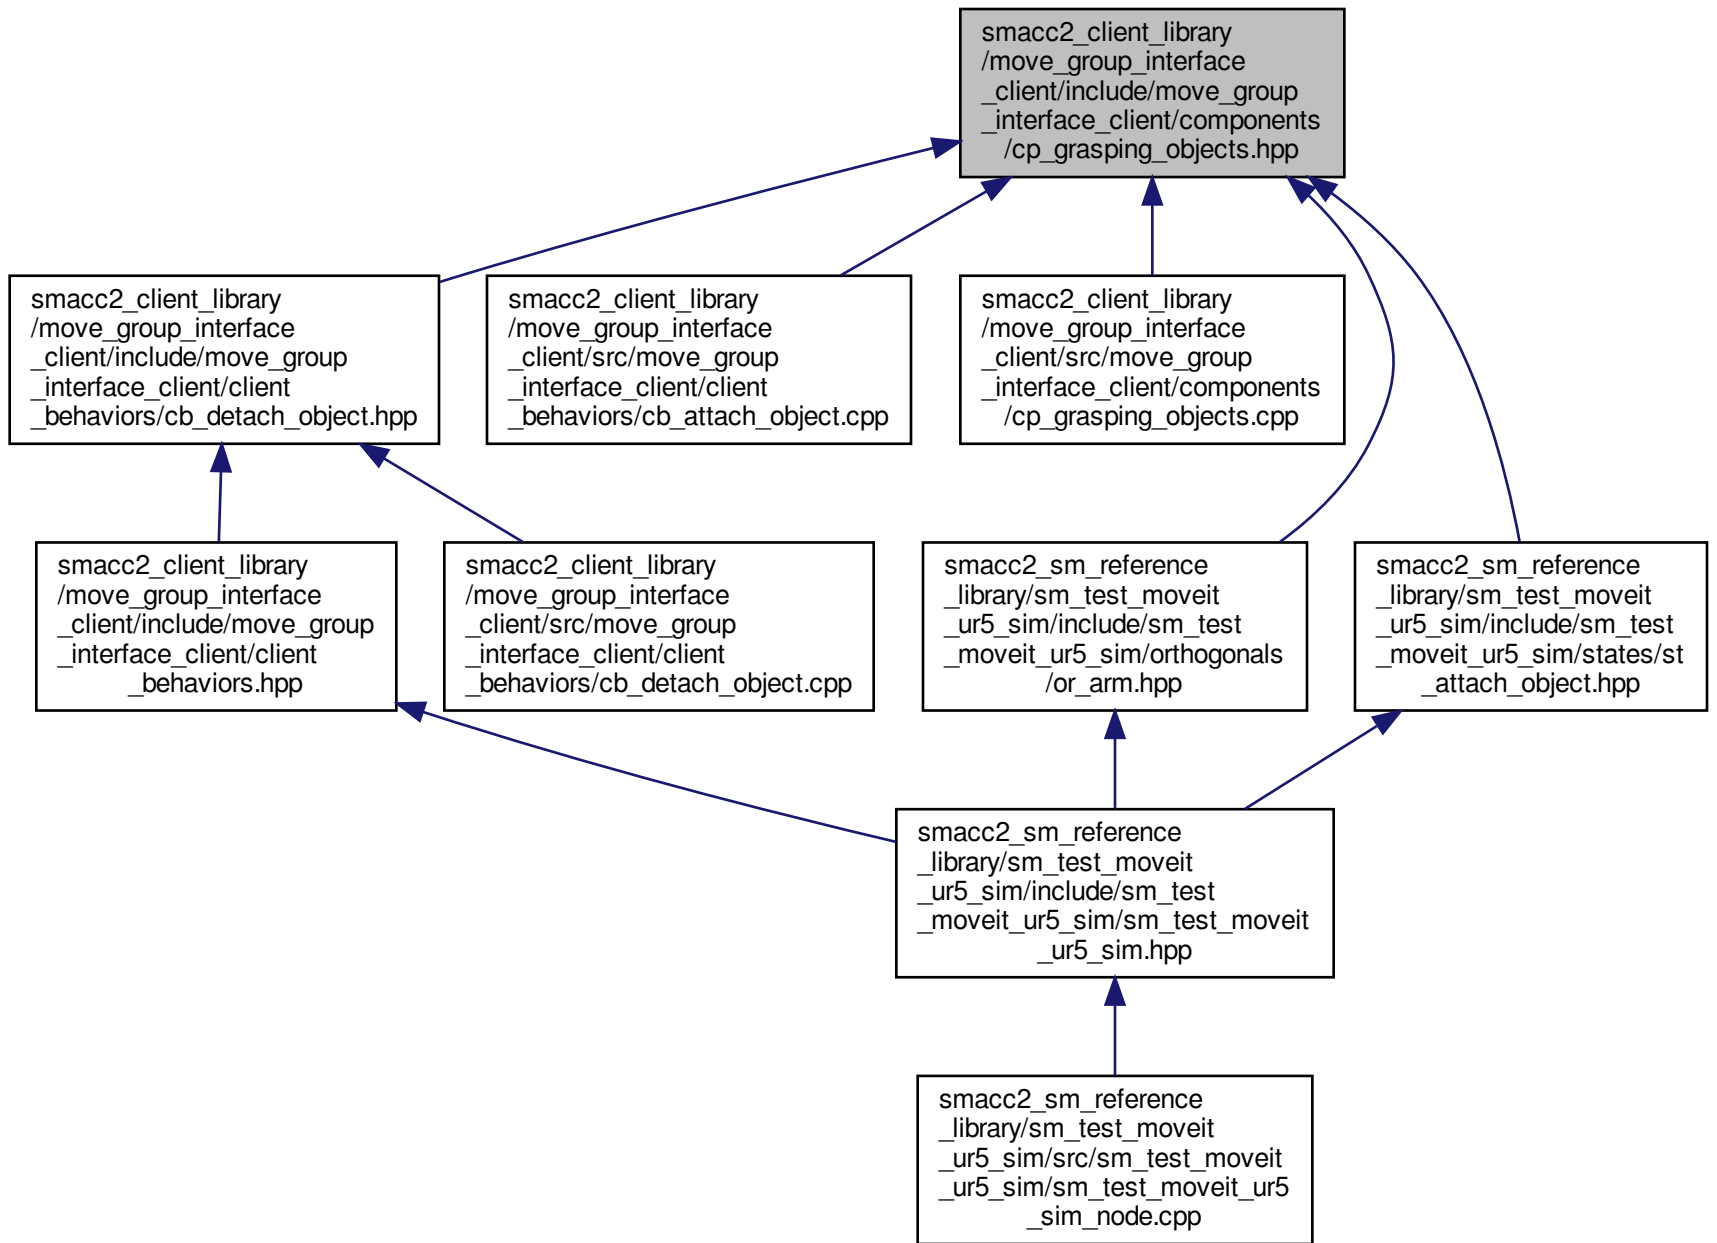 smacc2_client_library
/move_group_interface
_client/include/move_group
_interface_client/components
/cp_grasping_objects.hpp
smacc2_client_library
/move_group_interface
_client/include/move_group
_interface_client/client
_behaviors/cb_detach_object.hpp
smacc2_client_library
/move_group_interface
_client/src/move_group
_interface_client/client
_behaviors/cb_attach_object.cpp
smacc2_client_library
/move_group_interface
_client/src/move_group
_interface_client/components
/cp_grasping_objects.cpp
smacc2_client_library
/move_group_interface
_client/include/move_group
_interface_client/client
_behaviors.hpp
smacc2_client_library
/move_group_interface
_client/src/move_group
_interface_client/client
_behaviors/cb_detach_object.cpp
smacc2_sm_reference
_library/sm_test_moveit
_ur5_sim/include/sm_test
_moveit_ur5_sim/orthogonals
/or_arm.hpp
smacc2_sm_reference
_library/sm_test_moveit
_ur5_sim/include/sm_test
_moveit_ur5_sim/states/st
_attach_object.hpp
smacc2_sm_reference
_library/sm_test_moveit
_ur5_sim/include/sm_test
_moveit_ur5_sim/sm_test_moveit
_ur5_sim.hpp
smacc2_sm_reference
_library/sm_test_moveit
_ur5_sim/src/sm_test_moveit
_ur5_sim/sm_test_moveit_ur5
_sim_node.cpp